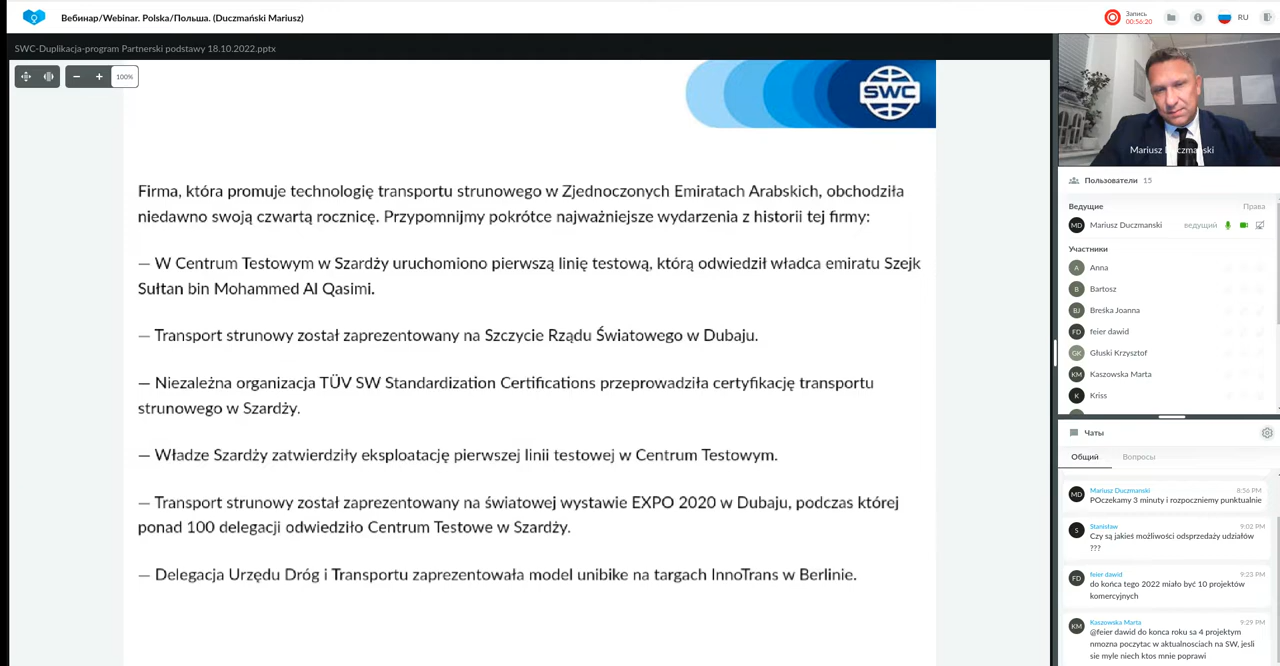 Вебинар/Webinar. Polska/Польша. (Duczmański Mariusz)
Запись
00:56:20
RU
SWC-Duplikacja-program Partnerski podstawy 18.10.2022.pptx
100%
SWC
Firma, która promuje technologię transportu strunowego w Zjednoczonych Emiratach Arabskich, obchodziła
niedawno swoją czwartą rocznicę. Przypomnijmy pokrótce najważniejsze wydarzenia z historii tej firmy:
— W Centrum Testowym w Szardży uruchomiono pierwszą linię testową, którą odwiedził władca emiratu Szejk
Sułtan bin Mohammed Al Qasimi.
— Transport strunowy został zaprezentowany na Szczycie Rządu Światowego w Dubaju.
— Niezależna organizacja TÜV SW Standardization Certifications przeprowadziła certyfikację transportu
strunowego w Szardży.
— Władze Szardży zatwierdziły eksploatację pierwszej linii testowej w Centrum Testowym.
— Transport strunowy został zaprezentowany na światowej wystawie EXPO 2020 w Dubaju, podczas której
ponad 100 delegacji odwiedziło Centrum Testowe w Szardży.
— Delegacja Urzędu Dróg i Transportu zaprezentowała model unibike na targach InnoTrans w Berlinie.
Mariusz Duczmanski
Пользователи 15
Ведущие Права
MD Mariusz Duczmanski ведущий
Участники
A Anna
B Bartosz
BJ Breśka Joanna
FD feier dawid
GK Głuski Krzysztof
KM Kaszowska Marta
K Kriss
Чаты
Общий Вопросы
MD Mariusz Duczmanski 8:56 PM
POczekamy 3 minuty i rozpoczniemy punktualnie
S Stanisław 9:02 PM
Czy są jakieś możliwości odsprzedaży udziałów
???
FD feier dawid 9:23 PM
do końca tego 2022 miało być 10 projektów
komercyjnych
KM Kaszowska Marta 9:29 PM
@feier dawid do konca roku sa 4 projektym
nmozna poczytac w aktualnosciach na SW, jesli
sie myle niech ktos mnie poprawi